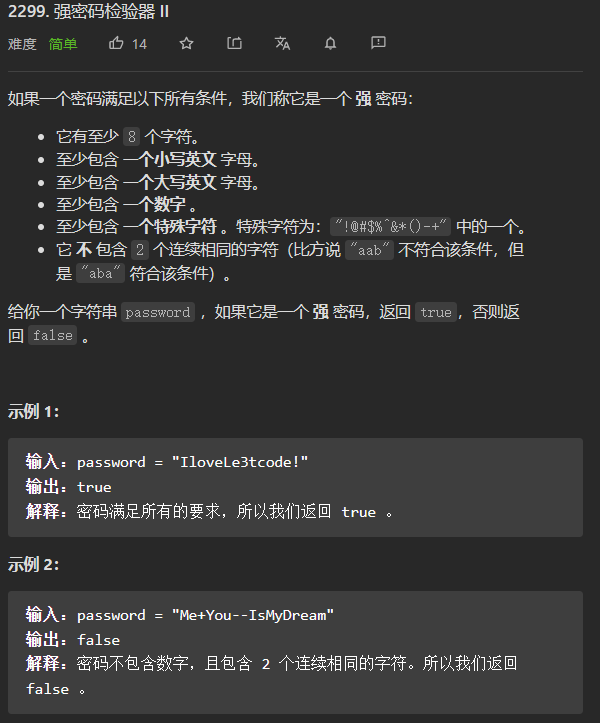 2299. 强密码检验器 II
难度 简单 14
如果一个密码满足以下所有条件，我们称它是一个 强 密码：
• 它有至少 8 个字符。
• 至少包含 一个小写英文 字母。
• 至少包含 一个大写英文 字母。
• 至少包含 一个数字 。
• 至少包含 一个特殊字符 。特殊字符为："!@#$%^&*()-+" 中的一个。
• 它 不 包含 2 个连续相同的字符（比方说 "aab" 不符合该条件，但
是 "aba" 符合该条件）。
给你一个字符串 password ，如果它是一个 强 密码，返回 true，否则返
回 false 。
示例 1：
输入：password = "IloveLe3tcode!"
输出：true
解释：密码满足所有的要求，所以我们返回 true 。
示例 2：
输入：password = "Me+You--IsMyDream"
输出：false
解释：密码不包含数字，且包含 2 个连续相同的字符。所以我们返回
false 。